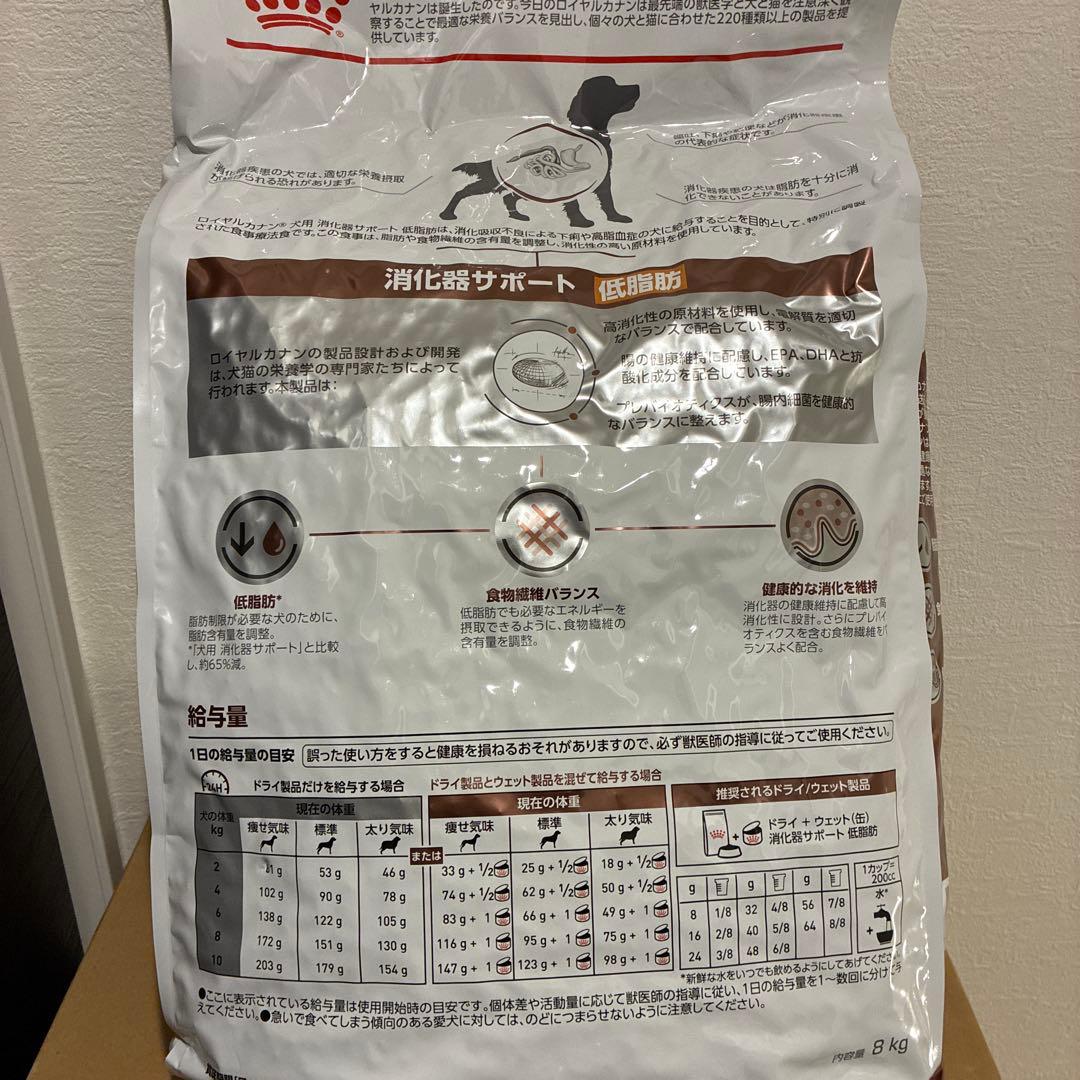 ヤルカナンは誕生したのです。今日のロイヤルカナンは最先端の獣医学と犬と猫を注意深く観
察することで最適な栄養バランスを見出し、個々の犬と猫に合わせた220種類以上の製品を提
供しています。
の代表的な症状です。
消化器疾患の犬では、適切な栄養摂取
が妨げられる恐れがあります。
消化器疾患の犬は脂肪を十分に消
化できないことがあります。
ロイヤルカナン® 犬用 消化器サポート 低脂肪は、消化吸収不良による下痢や高脂血症の犬に給与することを目的として、特別に調製
された食事療法食です。この食事は、脂肪や食物繊維の含有量を調整し、消化性の高い原材料を使用しています。
消化器サポート 低脂肪
ロイヤルカナンの製品設計および開発
は、犬猫の栄養学の専門家たちによって
行われます。本製品は:
高消化性の原材料を使用し、電解質を適切
なバランスで配合しています。
腸の健康維持に配慮し、EPA、DHAと抗
酸化成分を配合しています。
プレバイオティクスが、腸内細菌を健康的
なバランスに整えます。
低脂肪*
脂肪制限が必要な犬のために、
脂肪含有量を調整。
*「犬用 消化器サポート」と比較
し、約65%減。
食物繊維バランス
低脂肪でも必要なエネルギーを
摂取できるように、食物繊維の
含有量を調整。
健康的な消化を維持
消化器の健康維持に配慮して高
消化性に設計。さらにプレバイ
オティクスを含む食物繊維をバ
ランスよく配合。
給与量
1日の給与量の目安 誤った使い方をすると健康を損ねるおそれがありますので、必ず獣医師の指導に従ってご使用ください。
24H
ドライ製品だけを給与する場合
犬の体重 kg 現在の体重
痩せ気味 標準 太り気味
2 53 g 46 g
4 102 g 90 g 78 g
6 138 g 122 g 105 g
8 172 g 151 g 130 g
10 203 g 179 g 154 g
または
ドライ製品とウェット製品を混ぜて給与する場合
現在の体重
痩せ気味 標準 太り気味
33 g + 1/2 25 g + 1/2 18 g + 1/2
74 g + 1/2 62 g + 1/2 50 g + 1/2
83 g + 1 66 g + 1 49 g + 1
116 g + 1 95 g + 1 75 g + 1
147 g + 1 123 g + 1 98 g + 1
推奨されるドライ/ウェット製品
+ ドライ + ウェット(缶)
消化器サポート 低脂肪
g g g
8 1/8 32 4/8 56 7/8
16 2/8 40 5/8 64 8/8
24 3/8 48 6/8
1カップ=
200cc
水*
+
*新鮮な水をいつでも飲めるようにしてあげてください。
●ここに表示されている給与量は使用開始時の目安です。個体差や活動量に応じて獣医師の指導に従い、1日の給与量を1~数回に分けて与
えてください。●急いで食べてしまう傾向のある愛犬に対しては、のどにつまらせないように注意してください。
内容量 8 kg